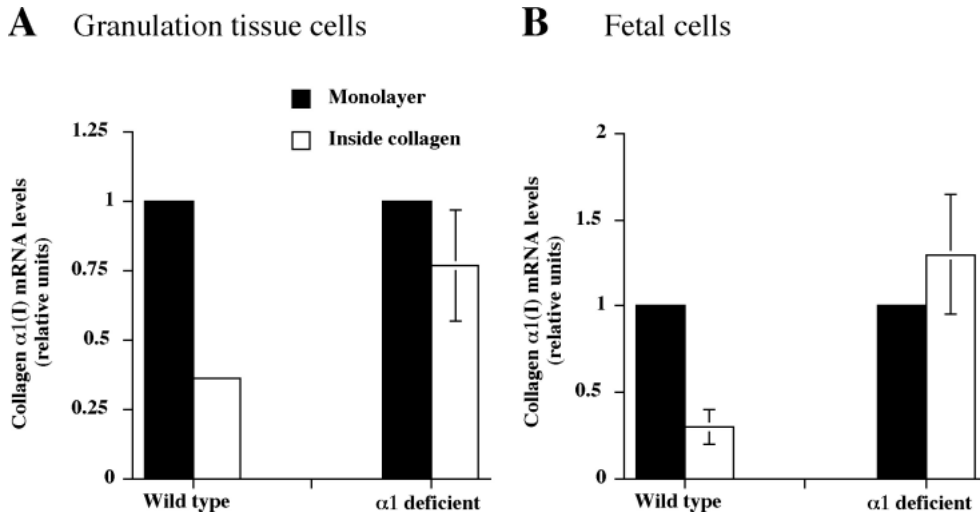 A Granulation tissue cells
B Fetal cells
Monolayer
Inside collagen
Collagen α1(I) mRNA levels
(relative units)
1.25
1
0.75
0.5
0.25
0
Wild type
α1 deficient
Collagen α1(I) mRNA levels
(relative units)
2
1.5
1
0.5
0
Wild type
α1 deficient